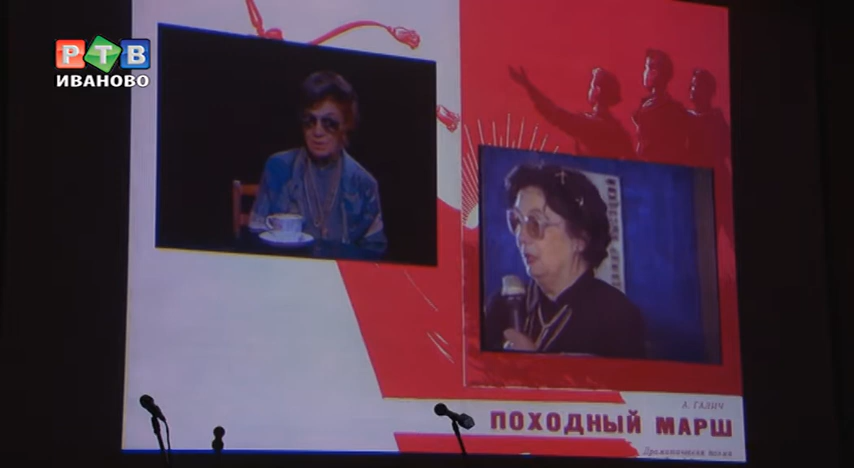 РТВ
ИВАНОВО
А. ГАЛИЧ
ПОХОДНЫЙ МАРШ
Драматическая поэма